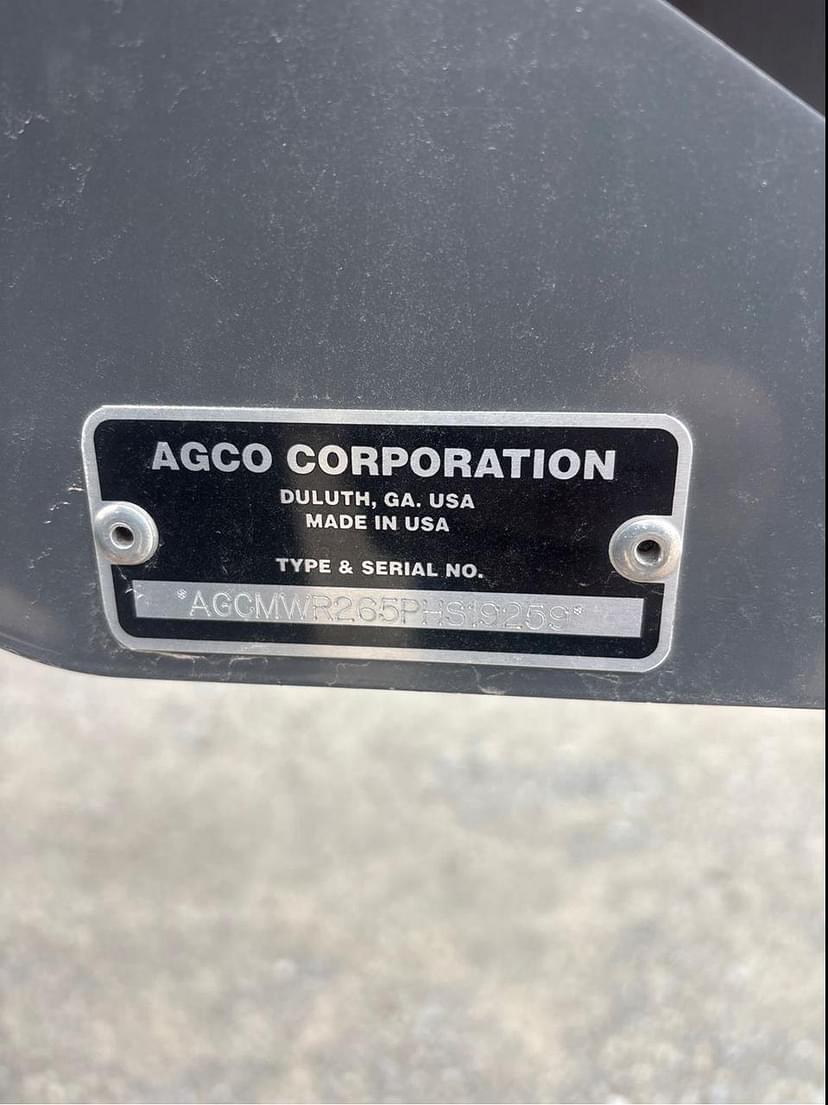 AGCO CORPORATION
DULUTH, GA. USA
MADE IN USA
TYPE & SERIAL NO.
*AGCMWR265PHS19259*